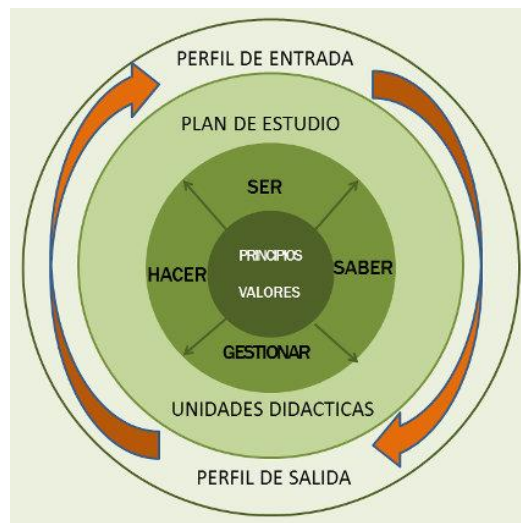 PERFIL DE ENTRADA
PLAN DE ESTUDIO
SER
PRINCIPIOS
HACER
SABER
VALORES
GESTIONAR
UNIDADES DIDACTICAS
PERFIL DE SALIDA